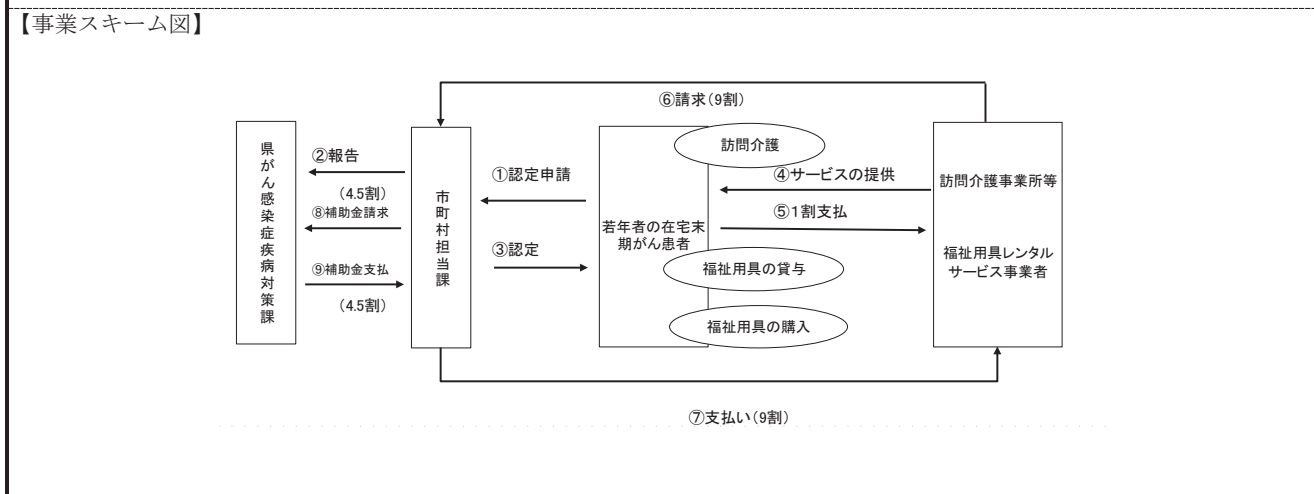 【事業スキーム図】
⑥請求(9割)
県がん感染症疾病対策課
②報告
(4.5割)
⑧補助金請求
⑨補助金支払
(4.5割)
市町村担当課
①認定申請
③認定
若年者の在宅末
期がん患者
訪問介護
福祉用具の貸与
福祉用具の購入
④サービスの提供
⑤1割支払
訪問介護事業所等
福祉用具レンタル
サービス事業者
⑦支払い(9割)